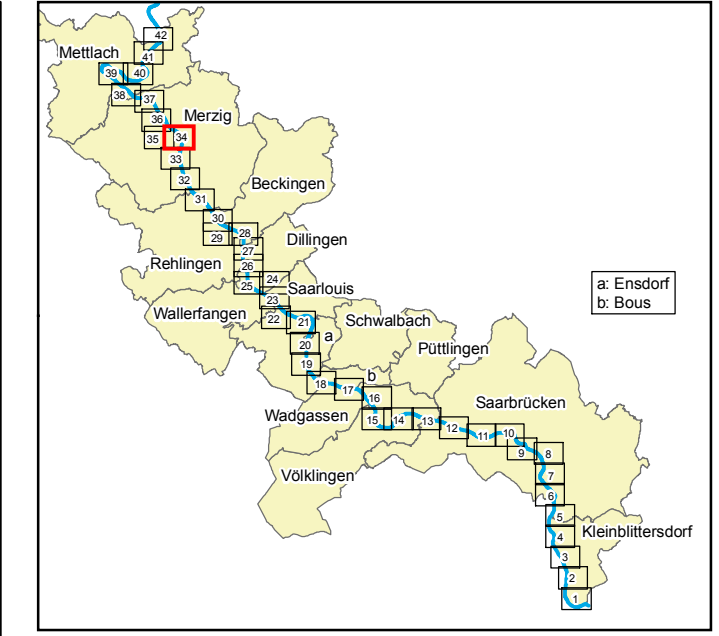 42
Mettlach
41
39
40
38
37
36
Merzig
35
34
33
32
Beckingen
31
30
29
28
Dillingen
27
Rehlingen
26
25
24
Saarlouis
23
a: Ensdorf
b: Bous
Wallerfangen
22
21
Schwalbach
a
20
Püttlingen
19
b
18
17
16
Saarbrücken
Wadgassen
15
14
13
12
11
10
9
8
Völklingen
7
6
5
Kleinblittersdorf
4
3
2
1